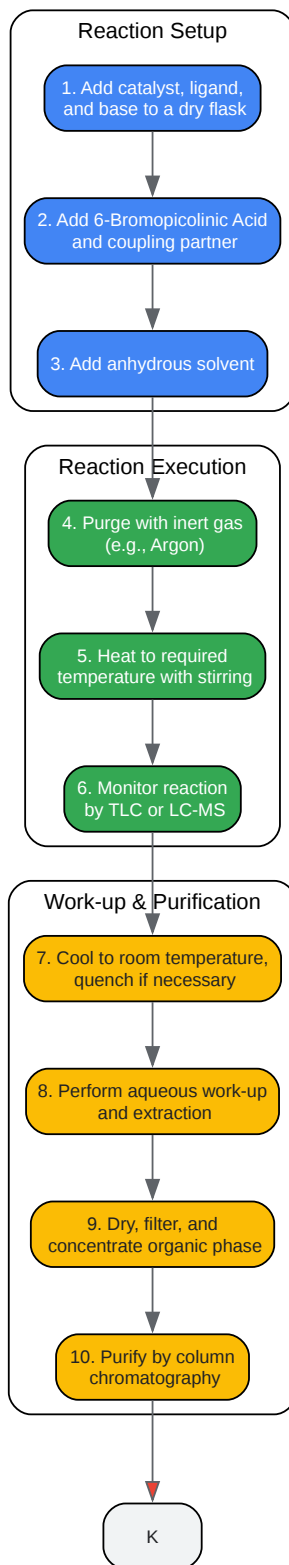 Reaction Setup
1. Add catalyst, ligand,
and base to a dry flask
2. Add 6-Bromopicolinic Acid
and coupling partner
3. Add anhydrous solvent
Reaction Execution
4. Purge with inert gas
(e.g., Argon)
5. Heat to required
temperature with stirring
6. Monitor reaction
by TLC or LC-MS
Work-up & Purification
7. Cool to room temperature,
quench if necessary
8. Perform aqueous work-up
and extraction
9. Dry, filter, and
concentrate organic phase
10. Purify by column
chromatography
K